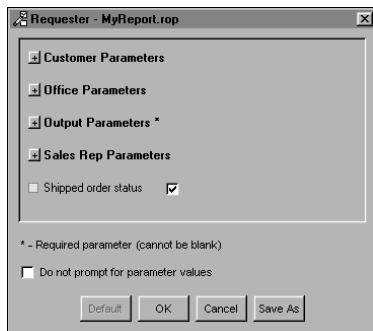 Requester - MyReport.rop
Customer Parameters
Office Parameters
Output Parameters *
Sales Rep Parameters
Shipped order status
* - Required parameter (cannot be blank)
Do not prompt for parameter values
Default OK Cancel Save As